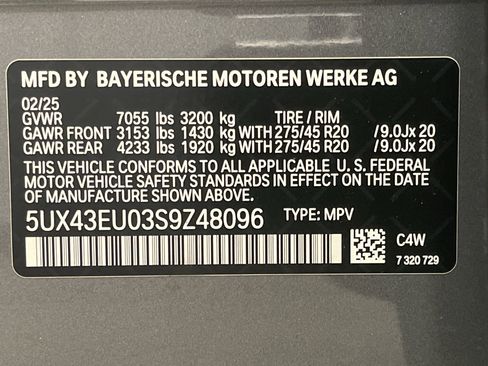 MFD BY BAYERISCHE MOTOREN WERKE AG
02/25
GVWR 7055 lbs 3200 kg TIRE / RIM
GAWR FRONT 3153 lbs 1430 kg WITH 275/45 R20 /9.0Jx 20
GAWR REAR 4233 lbs 1920 kg WITH 275/45 R20 /9.0Jx 20
THIS VEHICLE CONFORMS TO ALL APPLICABLE U. S. FEDERAL
MOTOR VEHICLE SAFETY STANDARDS IN EFFECT ON THE DATE
OF MANUFACTURE SHOWN ABOVE.
5UX43EU03S9Z48096 TYPE: MPV
C4W
7 320 729